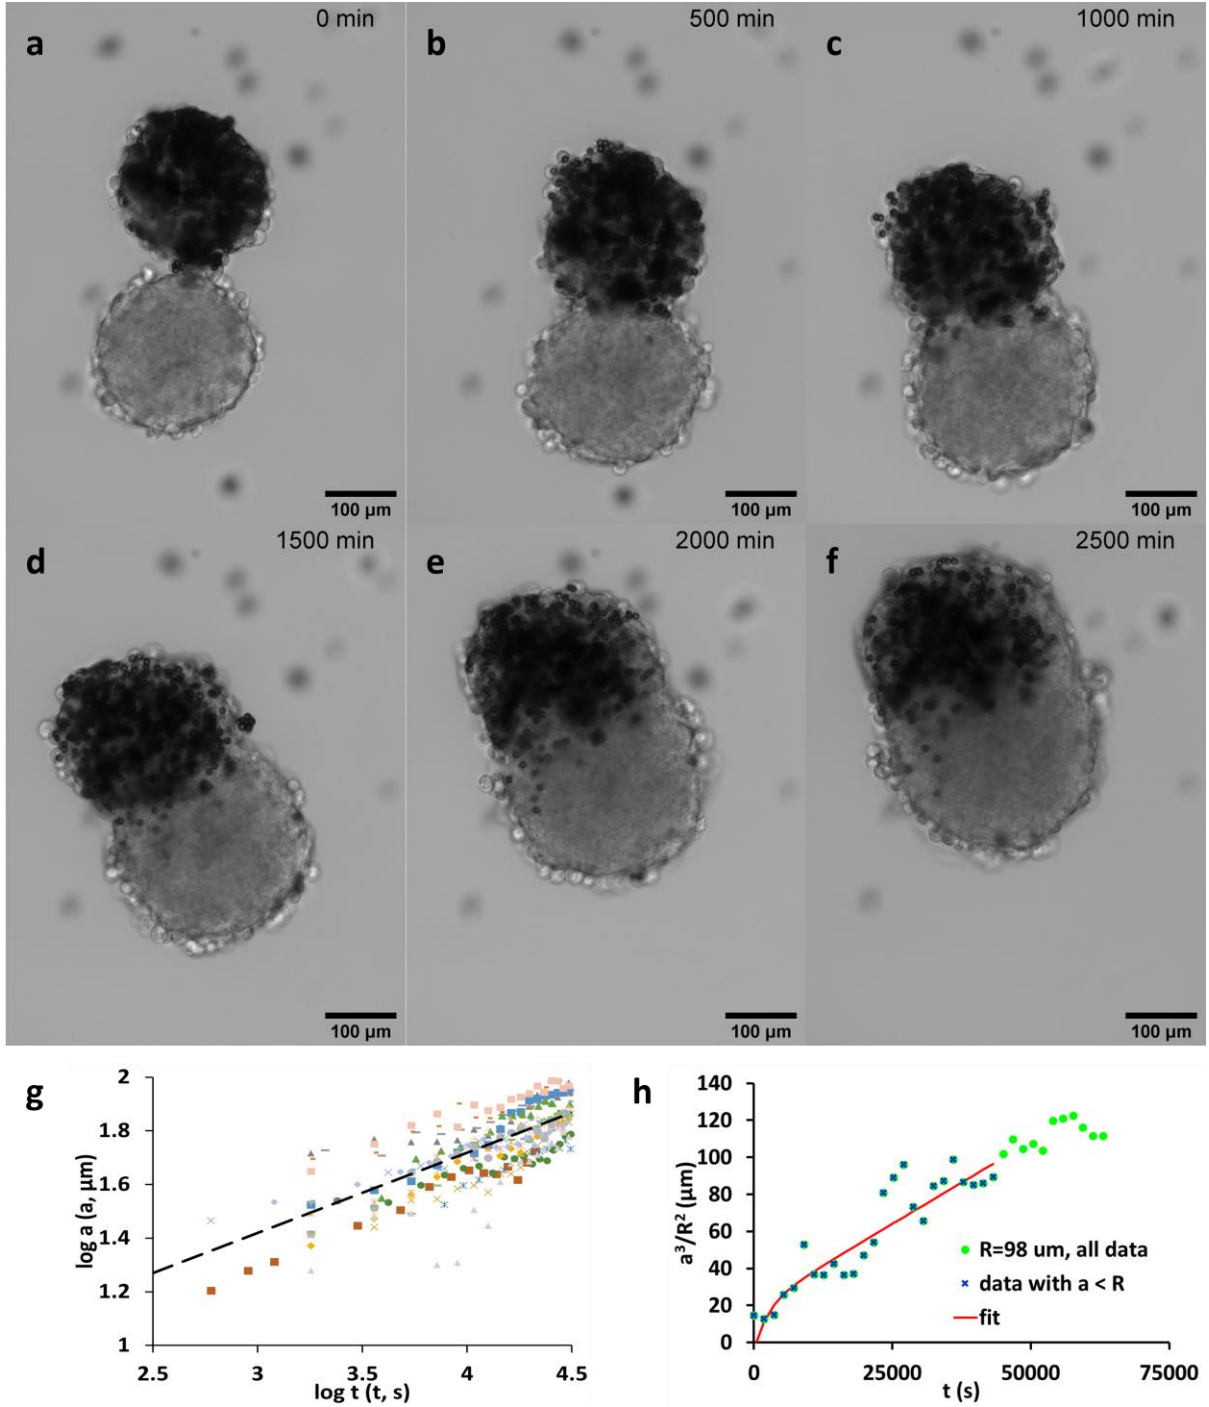 a
0 min
b
500 min
c
1000 min
100 µm
100 µm
100 µm
d
1500 min
e
2000 min
f
2500 min
100 µm
100 µm
100 µm
g
2
1.8
1.6
1.4
1.2
1
log a (a, µm)
2.5 3 3.5 4 4.5
log t (t, s)
h
140
120
100
80
60
40
20
0
a³/R² (µm)
R=98 um, all data
data with a < R
fit
0 25000 50000 75000
t (s)